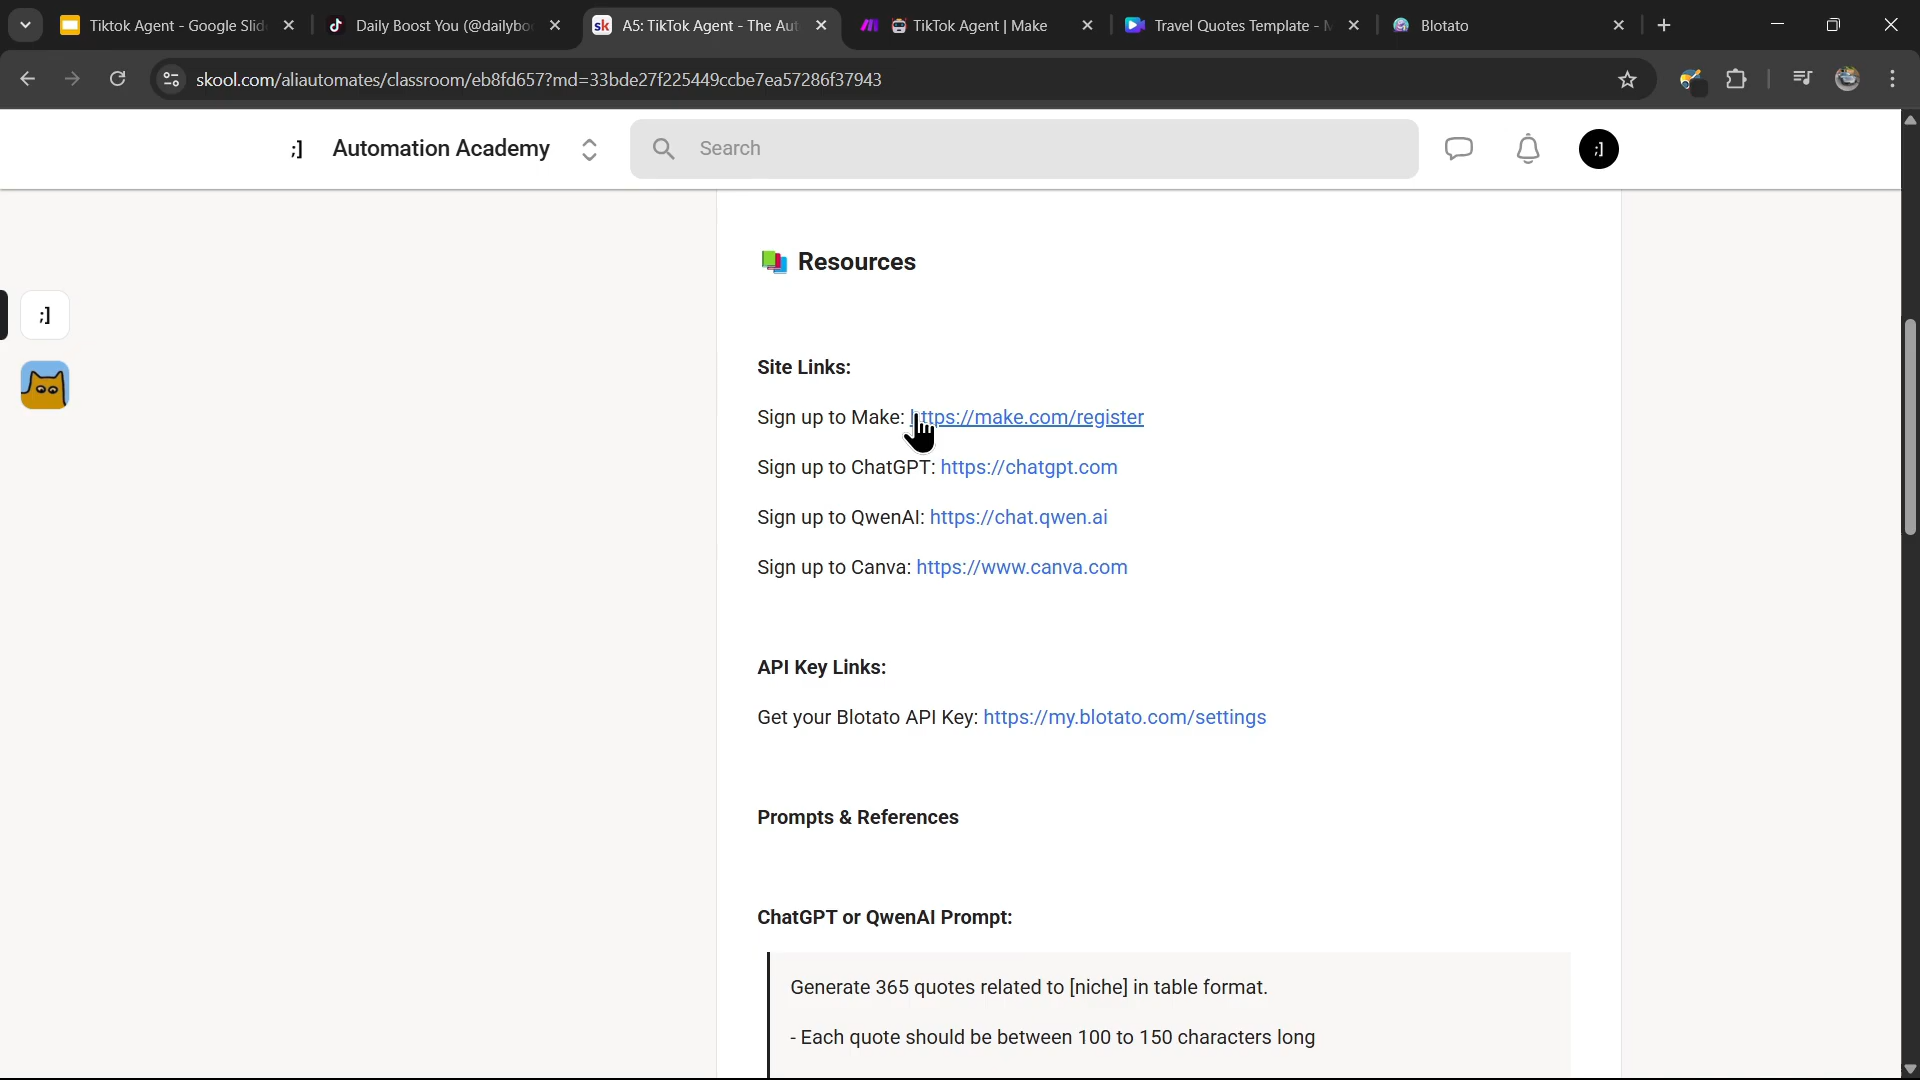 Tiktok Agent - Google Slid
Daily Boost You (@dailybo
sk A5: TikTok Agent - The Aut
TikTok Agent | Make
Travel Quotes Template - M
Blotato
skool.com/aliautomates/classroom/eb8fd657?md=33bde27f225449ccbe7ea57286f37943
;] Automation Academy
Search
;]
;]
Resources
Site Links:
Sign up to Make: https://make.com/register
Sign up to ChatGPT: https://chatgpt.com
Sign up to QwenAI: https://chat.qwen.ai
Sign up to Canva: https://www.canva.com
API Key Links:
Get your Blotato API Key: https://my.blotato.com/settings
Prompts & References
ChatGPT or QwenAI Prompt:
Generate 365 quotes related to [niche] in table format.
- Each quote should be between 100 to 150 characters long